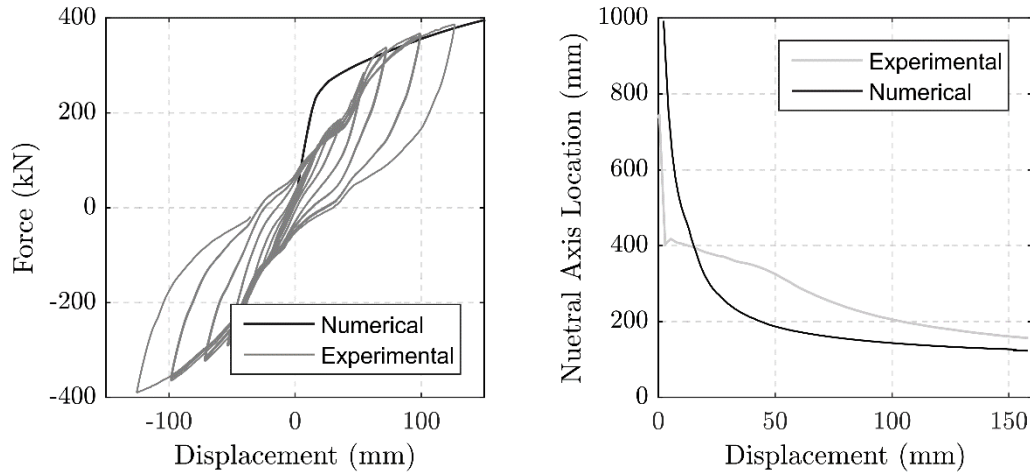 400
200
0
-200
-400
Force (kN)
Numerical
Experimental
-100
0
100
Displacement (mm)
1000
800
600
400
200
0
Nuetral Axis Location (mm)
Experimental
Numerical
0
50
100
150
Displacement (mm)